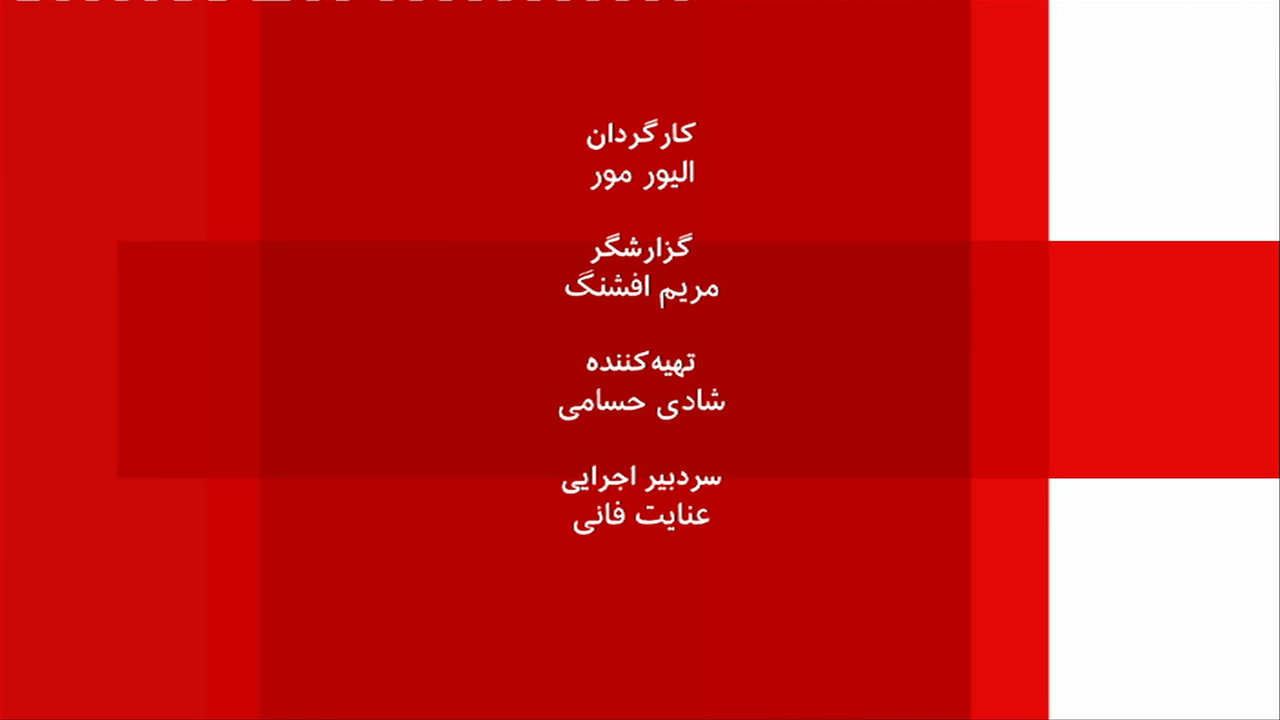 کارگردان
الیور مور
گزارشگر
مریم افشنگ
تهیه‌کننده
شادی حسامی
سردبیر اجرایی
عنایت فانی